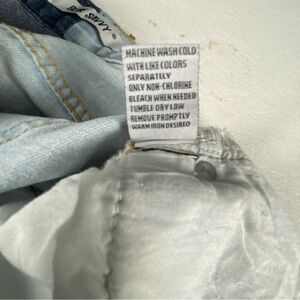 SAVVY
MACHINE WASH COLD
WITH LIKE COLORS
SEPARATELY
ONLY NON-CHLORINE
BLEACH WHEN NEEDED
TUMBLE DRY LOW
REMOVE PROMPTLY
WARM IRON DESIRED